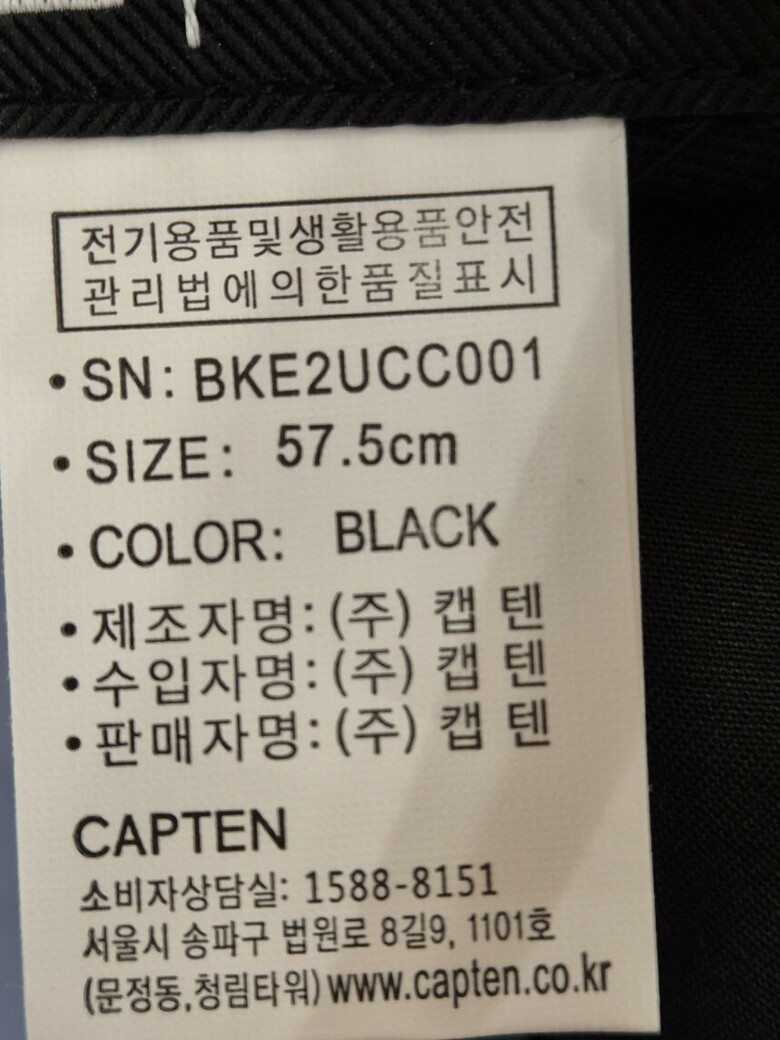 전기용품및생활용품안전
관리법에의한품질표시
• SN: BKE2UCC001
• SIZE: 57.5cm
• COLOR: BLACK
• 제조자명: (주) 캡텐
• 수입자명: (주) 캡텐
• 판매자명: (주) 캡텐
CAPTEN
소비자상담실: 1588-8151
서울시 송파구 법원로 8길9, 1101호
(문정동,청림타워) www.capten.co.kr